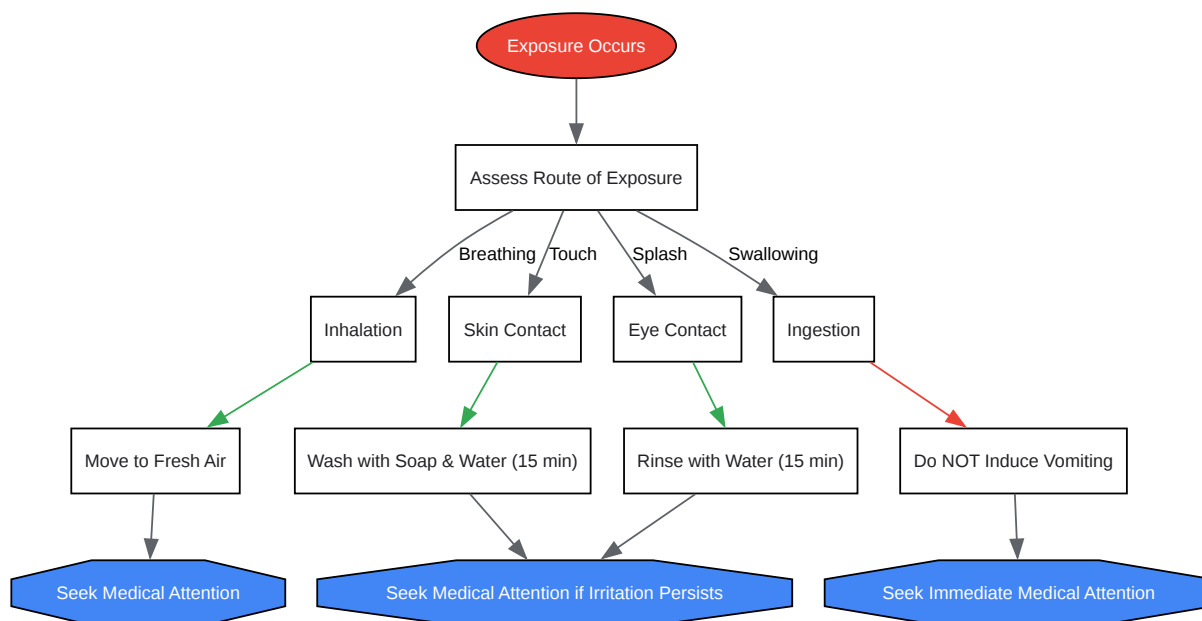 Exposure Occurs
Assess Route of Exposure
Breathing
Touch
Splash
Swallowing
Inhalation
Skin Contact
Eye Contact
Ingestion
Move to Fresh Air
Wash with Soap & Water (15 min)
Rinse with Water (15 min)
Do NOT Induce Vomiting
Seek Medical Attention
Seek Medical Attention if Irritation Persists
Seek Immediate Medical Attention